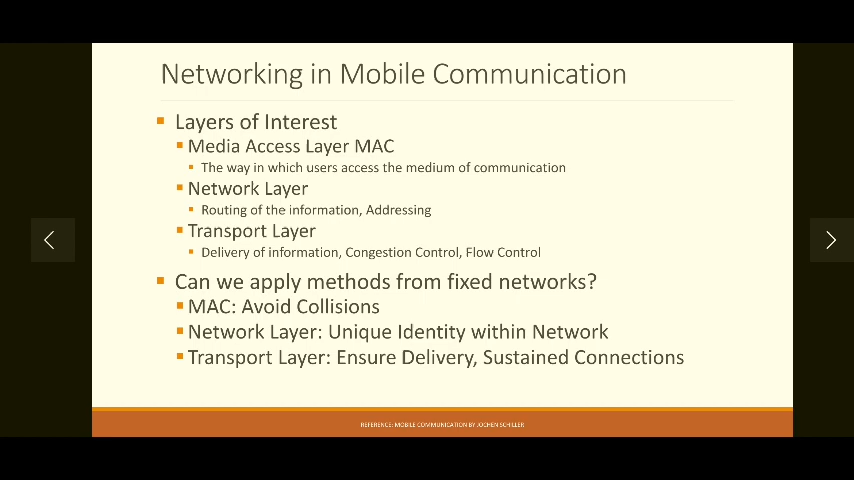 Networking in Mobile Communication
Layers of Interest
Media Access Layer MAC
The way in which users access the medium of communication
Network Layer
Routing of the information, Addressing
Transport Layer
Delivery of information, Congestion Control, Flow Control
Can we apply methods from fixed networks?
MAC: Avoid Collisions
Network Layer: Unique Identity within Network
Transport Layer: Ensure Delivery, Sustained Connections
REFERENCE: MOBILE COMMUNICATION BY JOCHEN SCHILLER